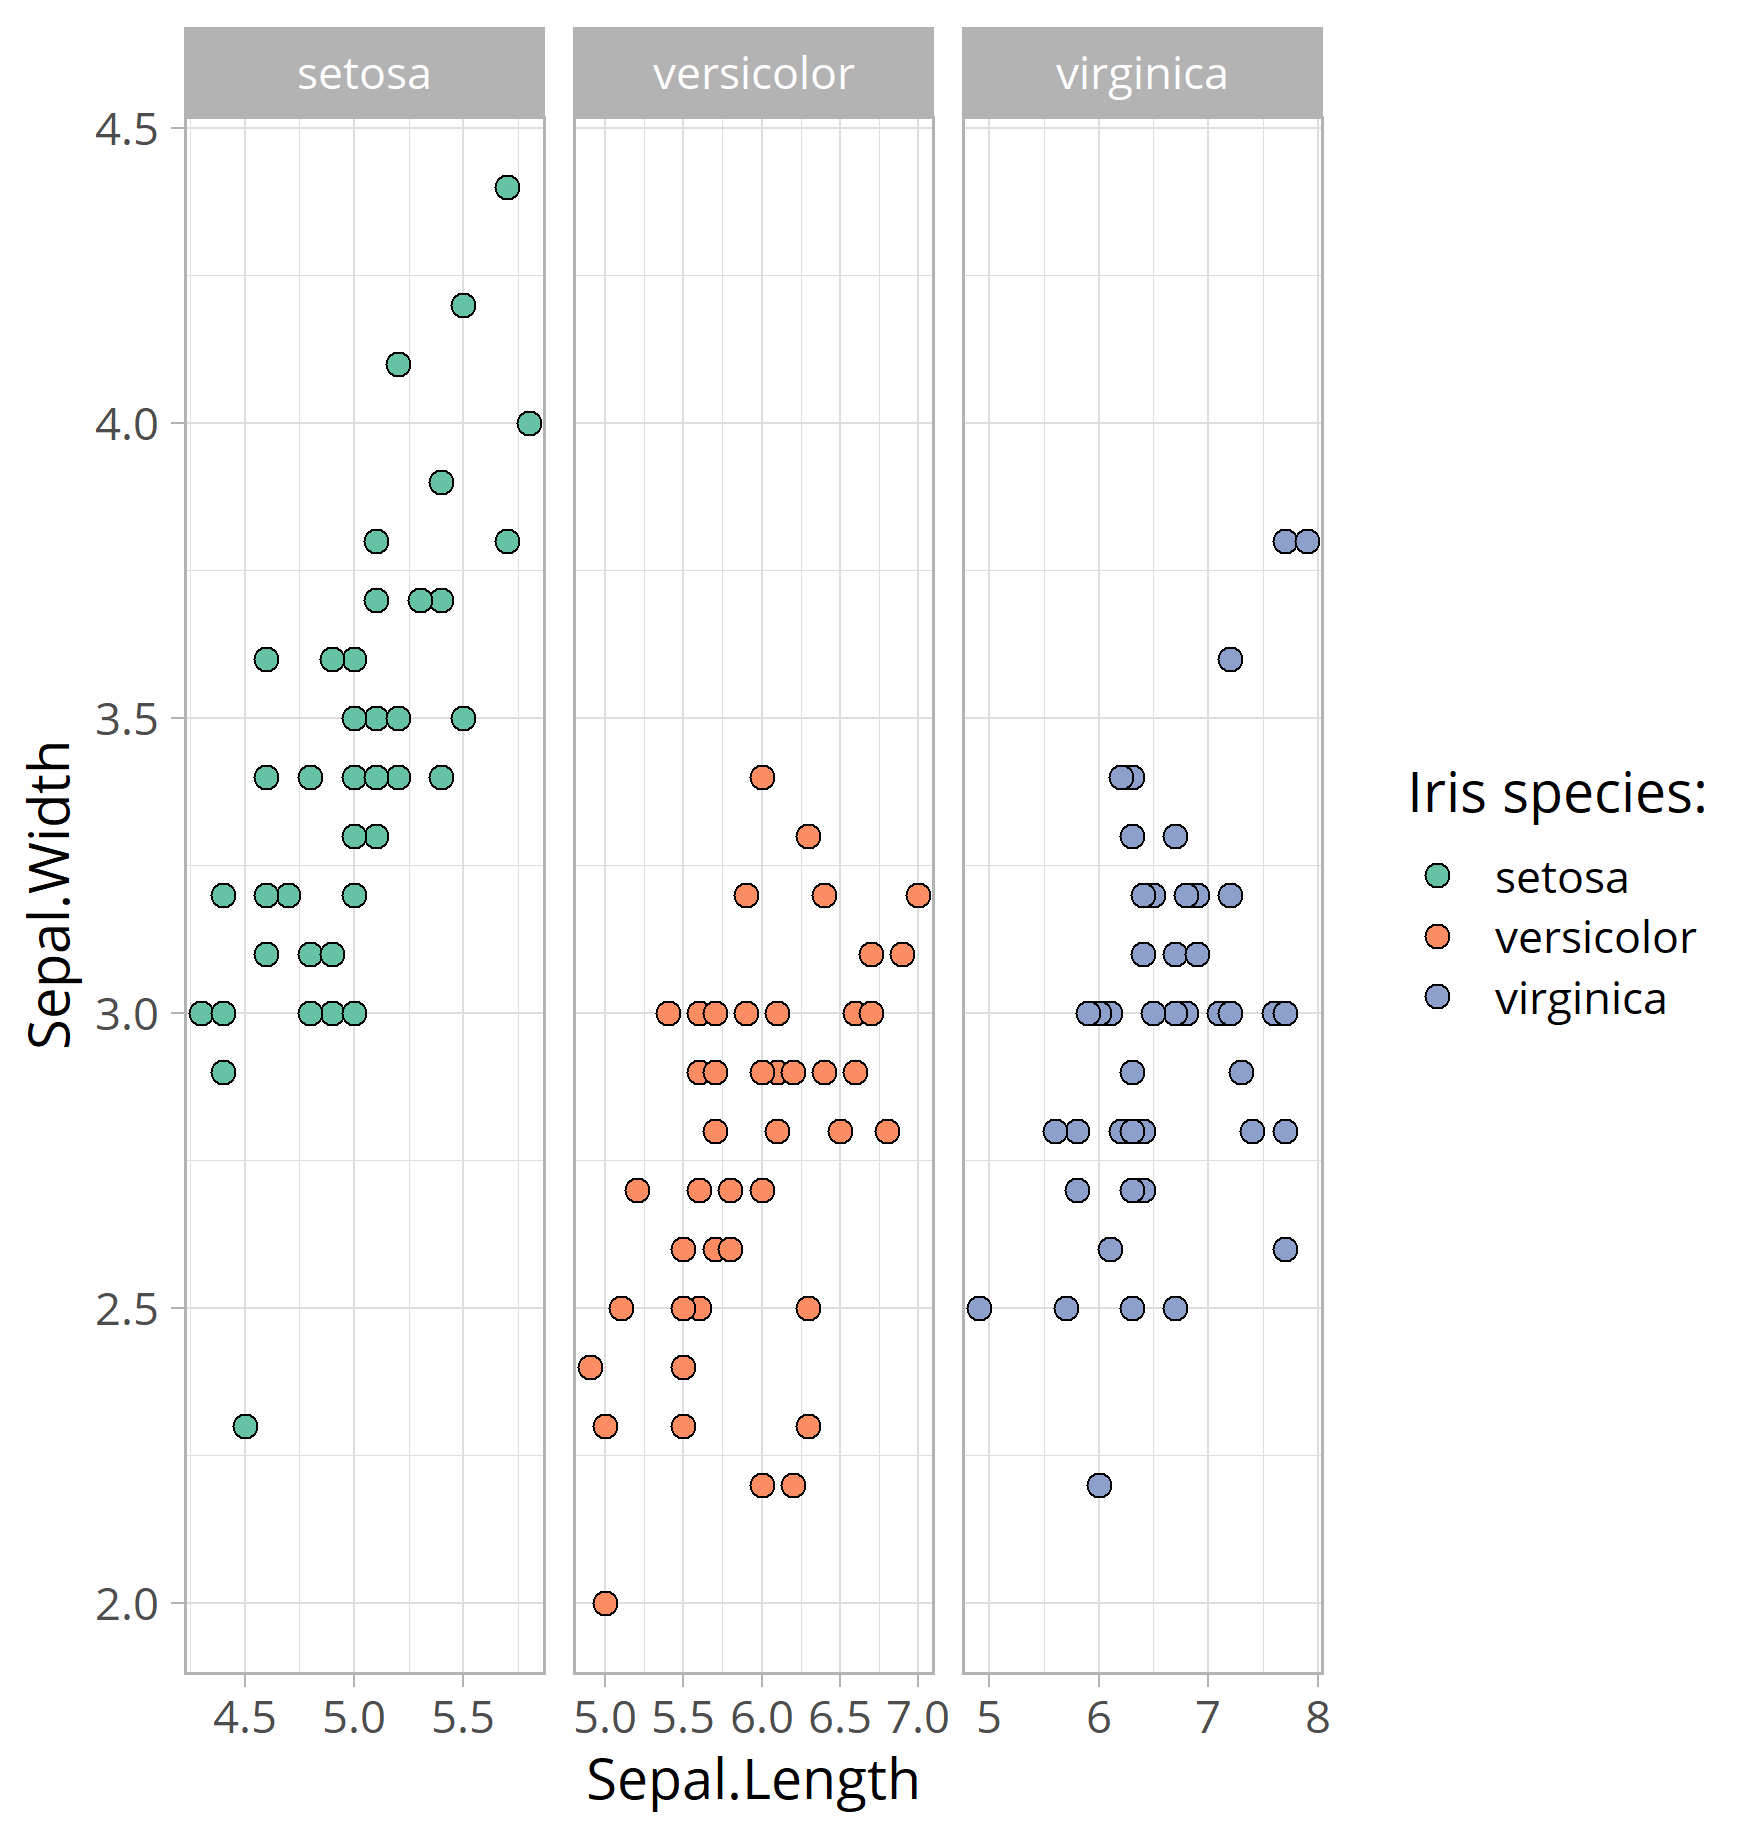 setosa versicolor virginica
4.5
4.0
3.5
3.0
2.5
2.0
Sepal.Width
4.5 5.0 5.5 5.0 5.5 6.0 6.5 7.0 5 6 7 8
Sepal.Length
Iris species:
setosa
versicolor
virginica